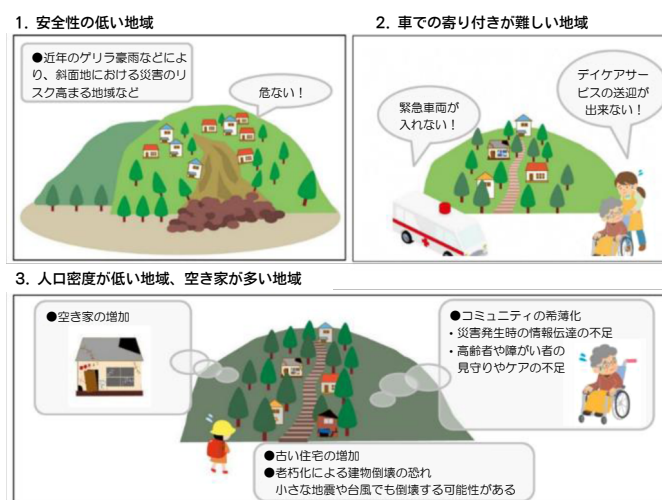 1. 安全性の低い地域
●近年のゲリラ豪雨などによ
り、斜面地における災害のリ
スク高まる地域など
危ない！
2. 車での寄り付きが難しい地域
緊急車両が
入れない！
デイケアサー
ビスの送迎が
出来ない！
3. 人口密度が低い地域、空き家が多い地域
●空き家の増加
●コミュニティの希薄化
・災害発生時の情報伝達の不足
・高齢者や障がい者の
見守りやケアの不足
●古い住宅の増加
●老朽化による建物倒壊の恐れ
小さな地震や台風でも倒壊する可能性がある